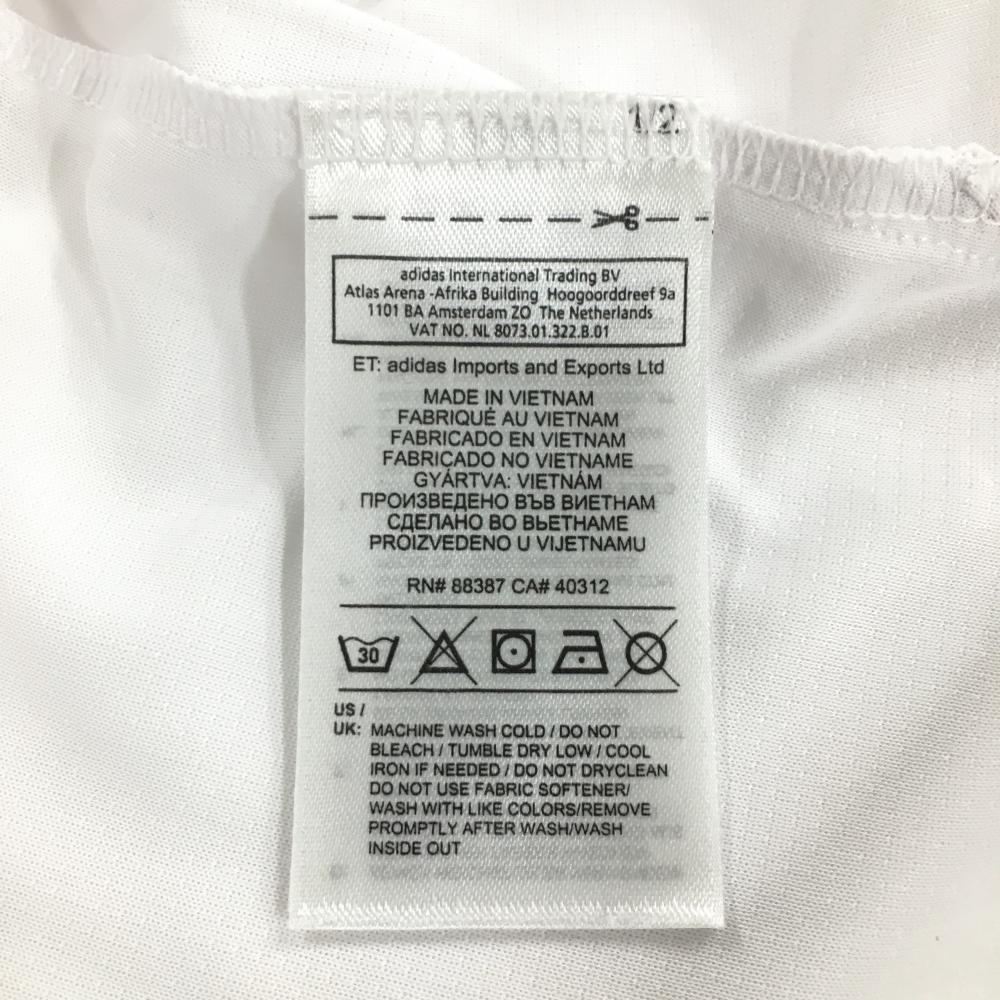 1/2
adidas International Trading BV
Atlas Arena -Afrika Building Hoogoorddreef 9a
1101 BA Amsterdam ZO The Netherlands
VAT NO. NL 8073.01.322.B.01
ET: adidas Imports and Exports Ltd
MADE IN VIETNAM
FABRIQUÉ AU VIETNAM
FABRICADO EN VIETNAM
FABRICADO NO VIETNAME
GYÁRTVA: VIETNÁM
ПРОИЗВЕДЕНО ВЪВ ВИЕТНАМ
СДЕЛАНО ВО ВЬЕТНАМЕ
PROIZVEDENO U VIJETNAMU
RN# 88387 CA# 40312
30
US /
UK: MACHINE WASH COLD / DO NOT
BLEACH / TUMBLE DRY LOW / COOL
IRON IF NEEDED / DO NOT DRYCLEAN
DO NOT USE FABRIC SOFTENER/
WASH WITH LIKE COLORS/REMOVE
PROMPTLY AFTER WASH/WASH
INSIDE OUT